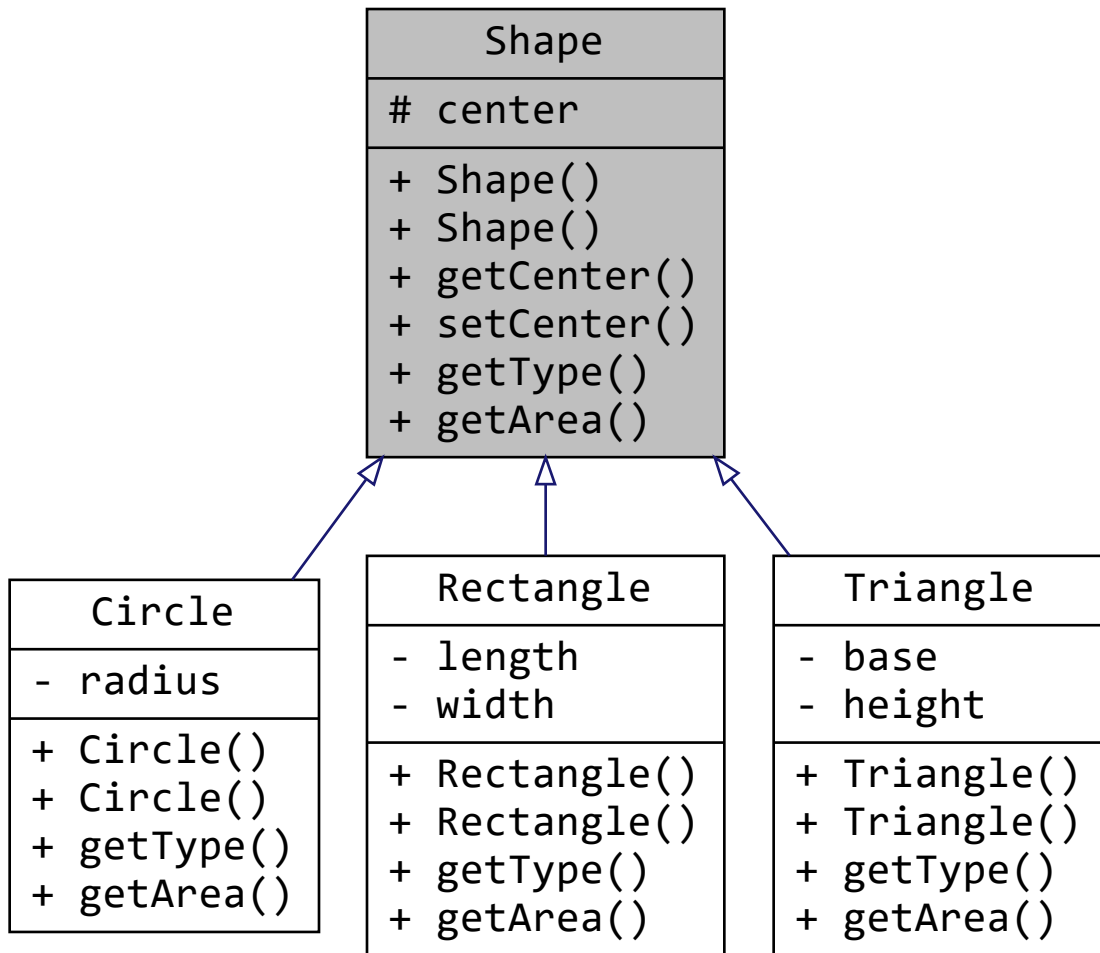 Shape
# center
+ Shape()
+ Shape()
+ getCenter()
+ setCenter()
+ getType()
+ getArea()
Circle
- radius
+ Circle()
+ Circle()
+ getType()
+ getArea()
Rectangle
- length
- width
+ Rectangle()
+ Rectangle()
+ getType()
+ getArea()
Triangle
- base
- height
+ Triangle()
+ Triangle()
+ getType()
+ getArea()